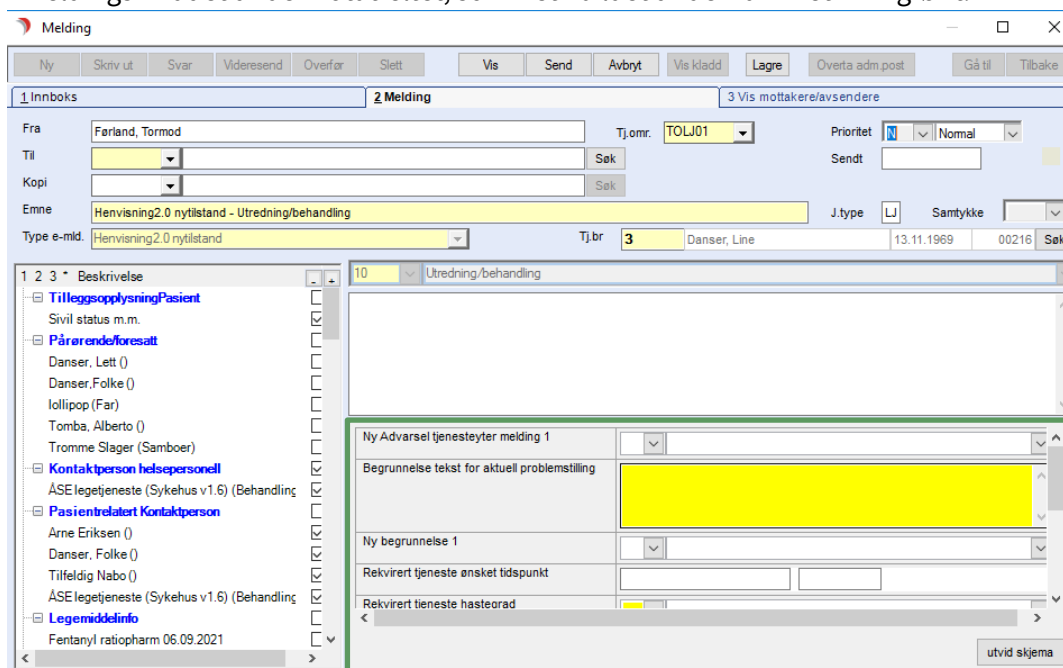 Melding
Ny Skriv ut Svar Videresend Overfør Slett Vis Send Avbryt Vis kladd Lagre Overta adm.post Gå til Tilbake
1 Innboks 2 Melding 3 Vis mottakere/avsendere
Fra Førland, Tormod Tj.omr. TOLJ01 Prioritet N Normal
Til Søk Sendt
Kopi Søk
Emne Henvisning2.0 nytilstand - Utredning/behandling J.type LJ Samtykke
Type e-mld. Henvisning2.0 nytilstand Tj.br 3 Danser, Line 13.11.1969 00216 Søk
1 2 3 * Beskrivelse - +
10 Utredning/behandling
TilleggsopplysningPasient
Sivil status m.m.
Pårørende/foresatt
Danser, Lett ()
Danser,Folke ()
lollipop (Far)
Tomba, Alberto ()
Tromme Slager (Samboer)
Kontaktperson helsepersonell
ÅSE legetjeneste (Sykehus v1.6) (Behandling
Pasientrelatert Kontaktperson
Arne Eriksen ()
Danser, Folke ()
Tilfeldig Nabo ()
ÅSE legetjeneste (Sykehus v1.6) (Behandling
Legemiddelinfo
Fentanyl ratiopharm 06.09.2021
Ny Advarsel tjenesteyter melding 1
Begrunnelse tekst for aktuell problemstilling
Ny begrunnelse 1
Rekvirert tjeneste ønsket tidspunkt
Rekvirert tjeneste hastegrad
utvid skjema